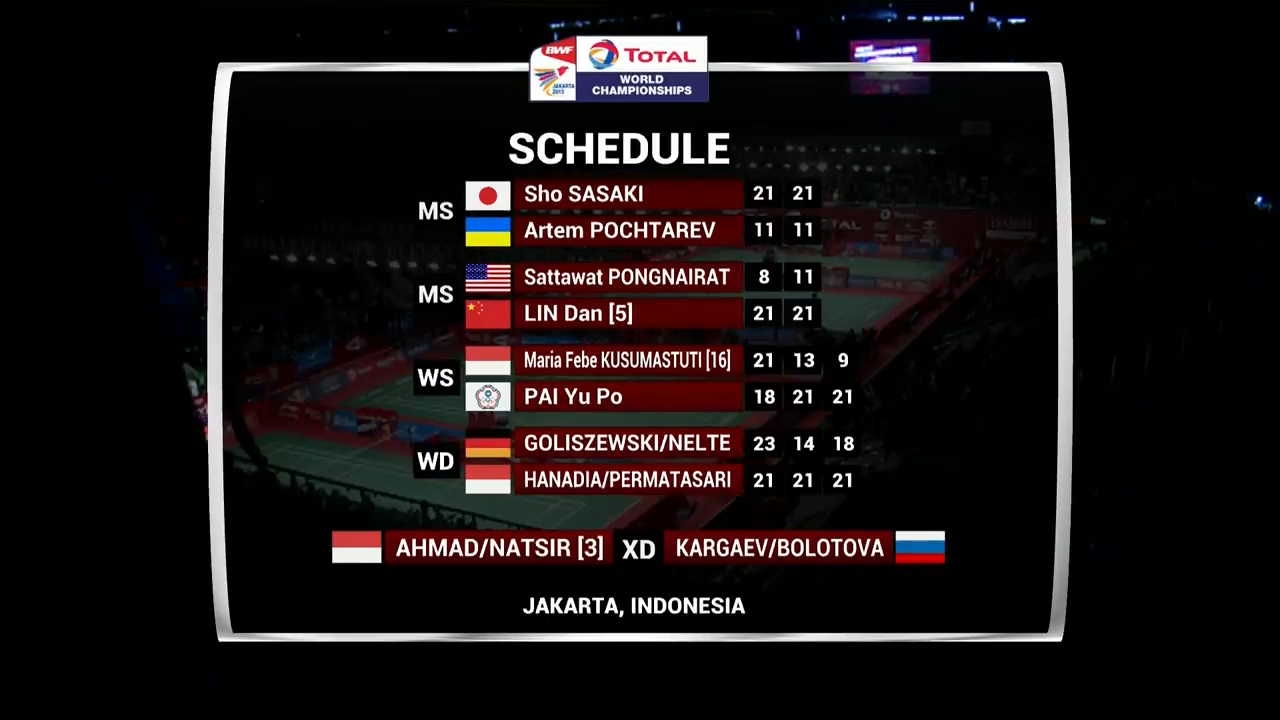 BWF
TOTAL
JAKARTA
2015
WORLD
CHAMPIONSHIPS
SCHEDULE
MS
Sho SASAKI 21 21
Artem POCHTAREV 11 11
MS
Sattawat PONGNAIRAT 8 11
LIN Dan [5] 21 21
WS
Maria Febe KUSUMASTUTI [16] 21 13 9
PAI Yu Po 18 21 21
WD
GOLISZEWSKI/NELTE 23 14 18
HANADIA/PERMATASARI 21 21 21
AHMAD/NATSIR [3] XD KARGAEV/BOLOTOVA
JAKARTA, INDONESIA